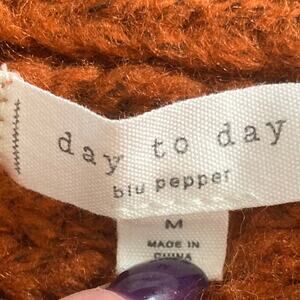 day to day
blu pepper
M
MADE IN
CHINA